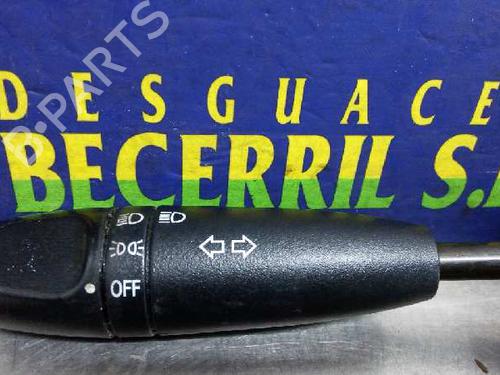 B-PARTS
DESGUACE
BECERRIL S.L
OFF